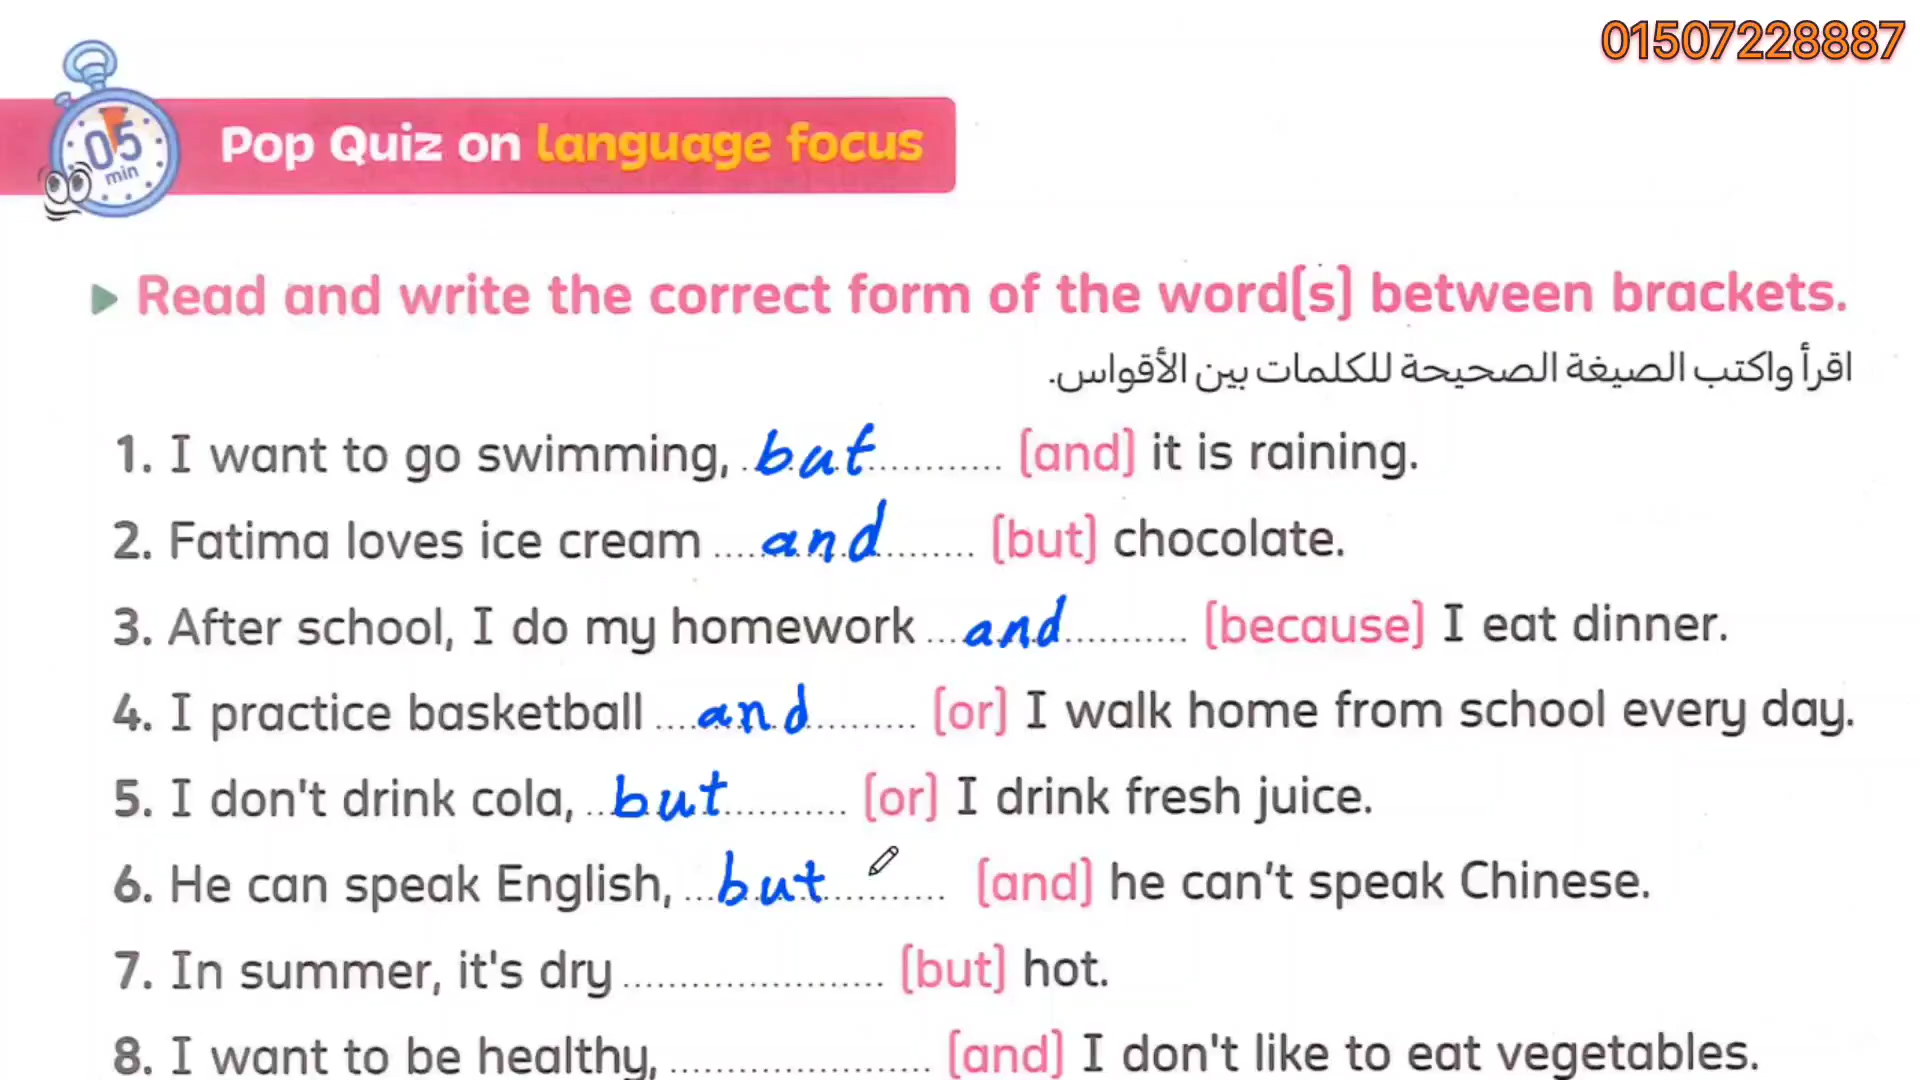 01507228887
05
min
Pop Quiz on language focus
Read and write the correct form of the word(s) between brackets.
اقرأ واكتب الصيغة الصحيحة للكلمات بين الأقواس.
1. I want to go swimming, but (and) it is raining.
2. Fatima loves ice cream and (but) chocolate.
3. After school, I do my homework and (because) I eat dinner.
4. I practice basketball and (or) I walk home from school every day.
5. I don't drink cola, but (or) I drink fresh juice.
6. He can speak English, but (and) he can't speak Chinese.
7. In summer, it's dry .......................... (but) hot.
8. I want to be healthy, .......................... (and) I don't like to eat vegetables.